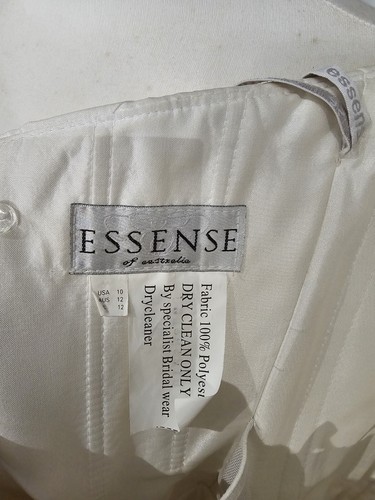 essen
ESSENSE
of australia
USA 10
AUS 12
12
Fabric 100% Polyest
DRY CLEAN ONLY
By specialist Bridal wear
Drycleaner